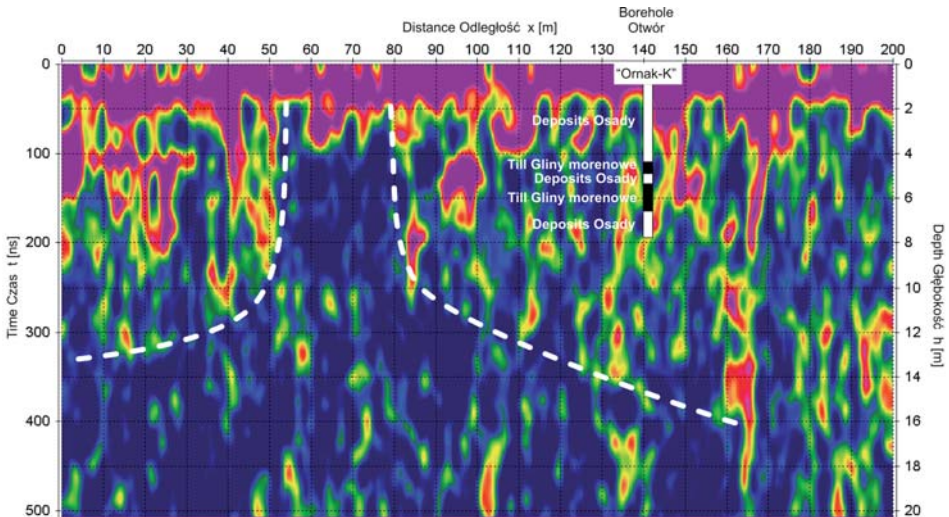 Borehole
Distance Odległość x [m]
Otwór
0 10 20 30 40 50 60 70 80 90 100 110 120 130 140 150 160 170 180 190 200
"Ornak-K"
0
100
200
300
400
500
Time Czas t [ns]
Deposits Osady
Till Gliny morenowe
Deposits Osady
Till Gliny morenowe
Deposits Osady
0
2
4
6
8
10
12
14
16
18
20
Depth Głębokość h [m]